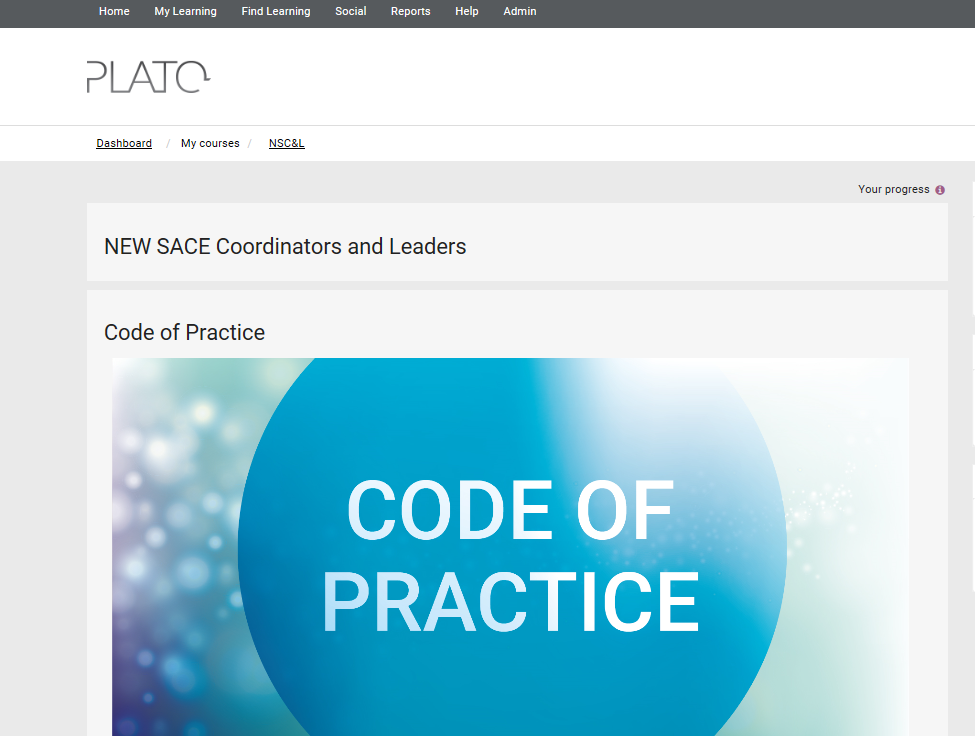 Home My Learning Find Learning Social Reports Help Admin
PLATO
Dashboard / My courses / NSC&L
Your progress
NEW SACE Coordinators and Leaders
Code of Practice
CODE OF
PRACTICE